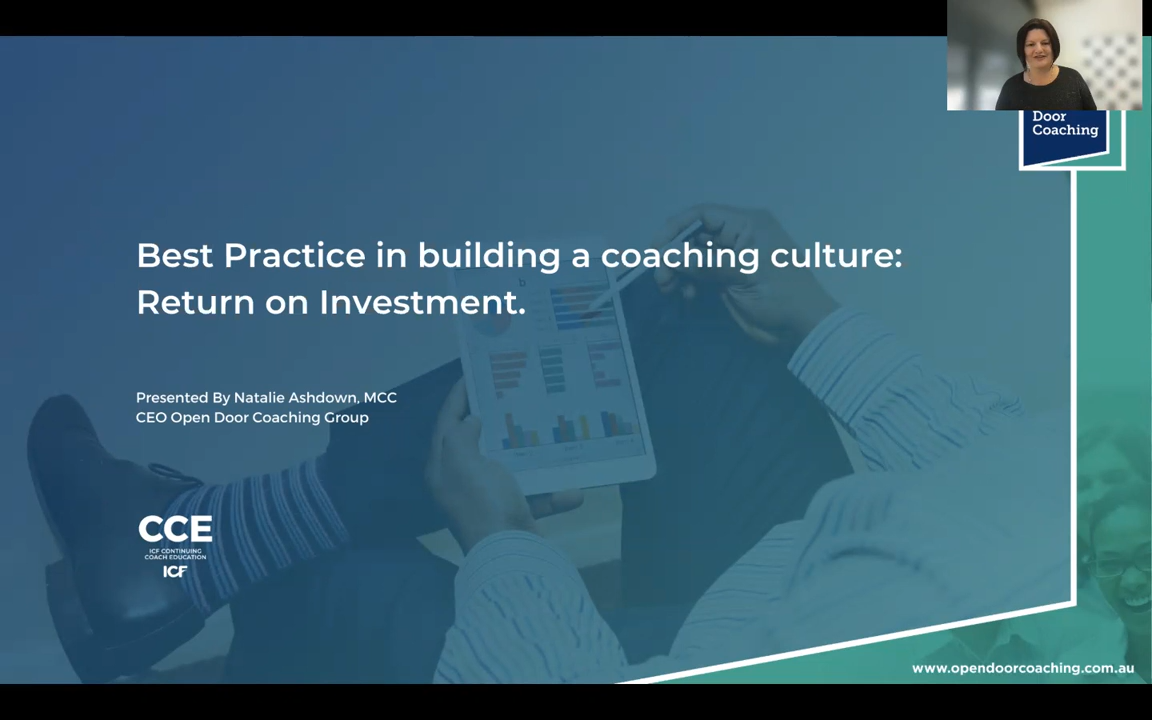 Door
Coaching
Best Practice in building a coaching culture:
Return on Investment.
Presented By Natalie Ashdown, MCC
CEO Open Door Coaching Group
CCE
ICF CONTINUING
COACH EDUCATION
ICF
www.opendoorcoaching.com.au